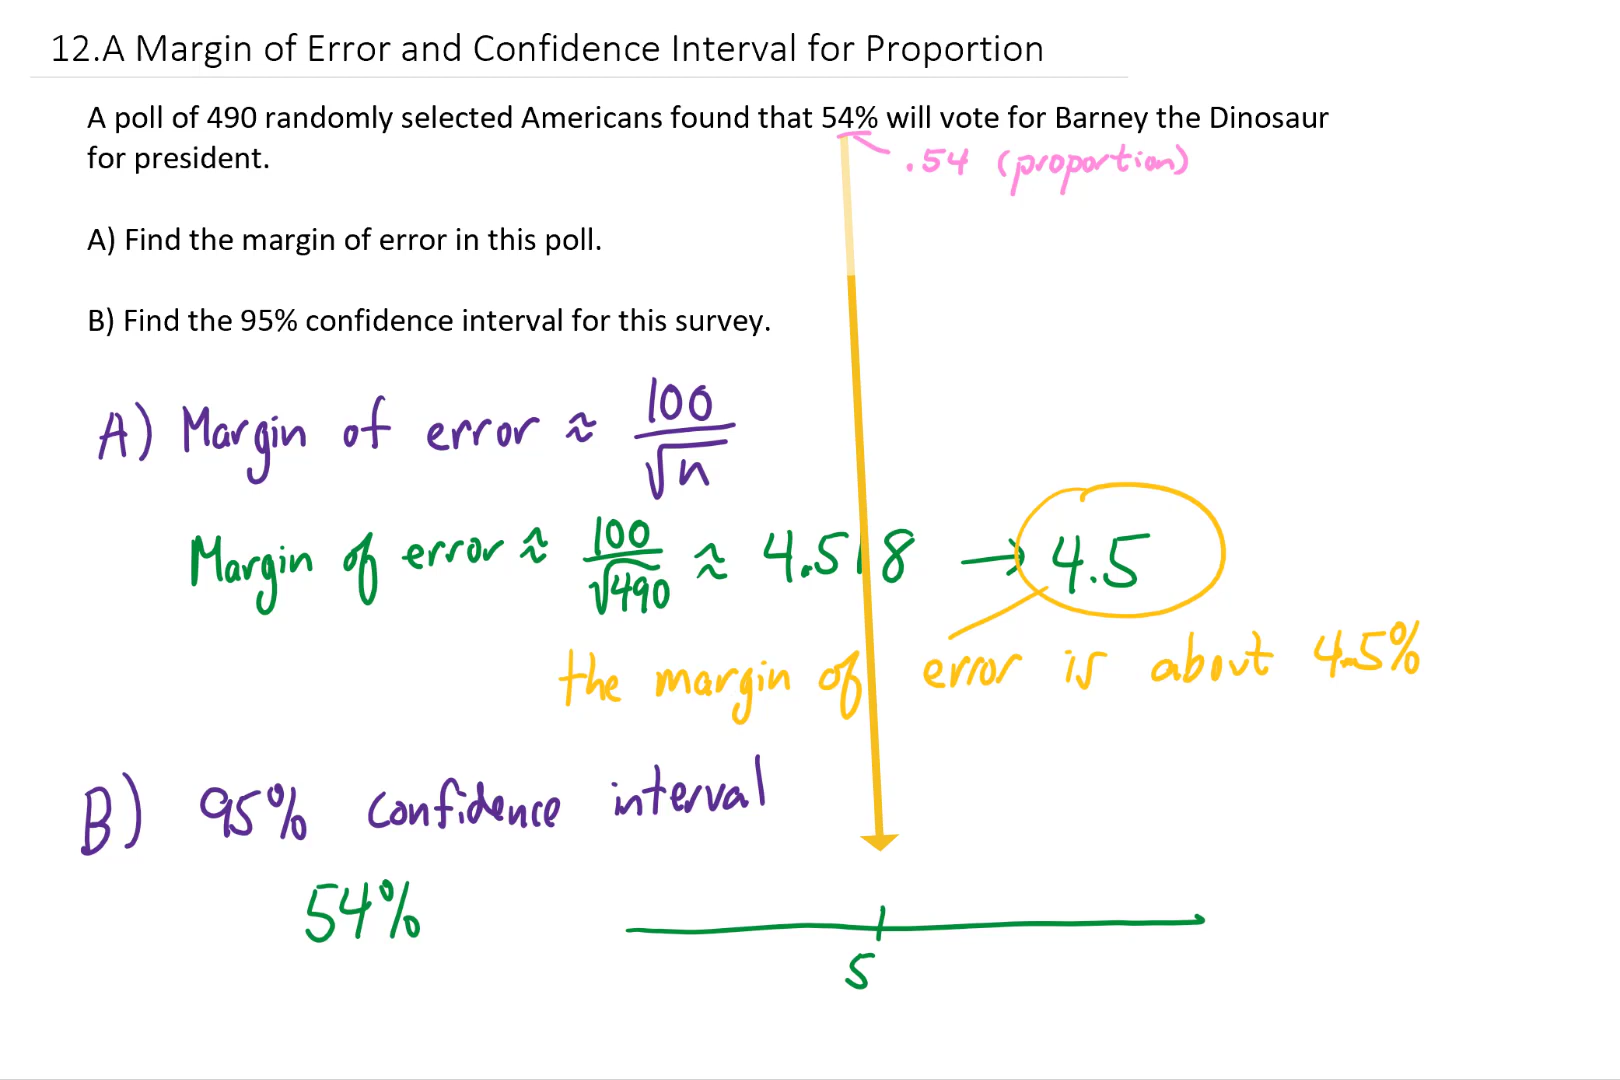 12.A Margin of Error and Confidence Interval for Proportion
A poll of 490 randomly selected Americans found that 54% will vote for Barney the Dinosaur
for president.
.54 (proportion)
A) Find the margin of error in this poll.
B) Find the 95% confidence interval for this survey.
A) Margin of error ≈ 100/√n
Margin of error ≈ 100/√490 ≈ 4.518 → 4.5
the margin of error is about 4.5%
B) 95% confidence interval
54%
5